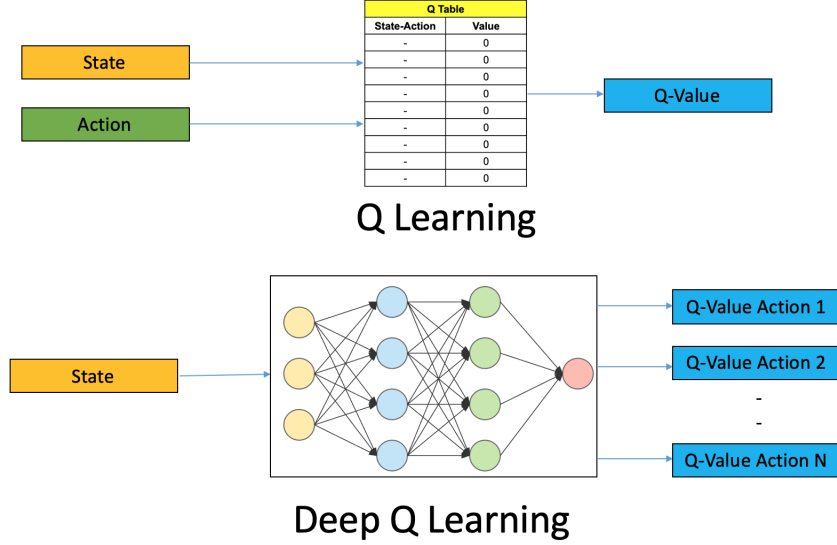 Q Table
State-Action Value
- 0
- 0
- 0
- 0
- 0
- 0
- 0
- 0
- 0
State
Action
Q-Value
Q Learning
State
Q-Value Action 1
Q-Value Action 2
-
-
Q-Value Action N
Deep Q Learning